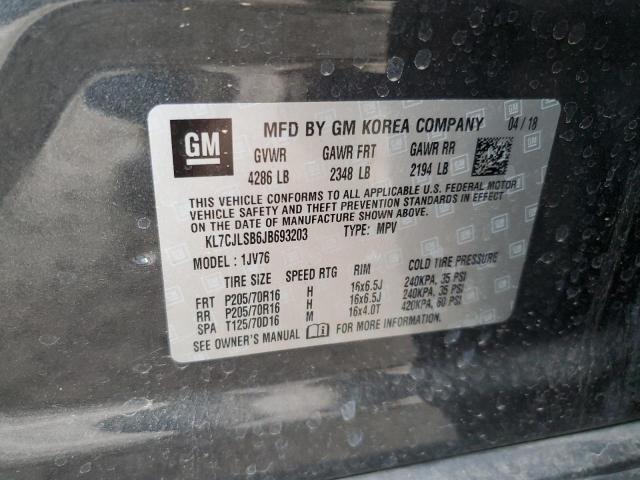 GM MFD BY GM KOREA COMPANY 04 / 18
GVWR GAWR FRT GAWR RR
4286 LB 2348 LB 2194 LB
THIS VEHICLE CONFORMS TO ALL APPLICABLE U.S. FEDERAL MOTOR
VEHICLE SAFETY AND THEFT PREVENTION STANDARDS IN EFFECT
ON THE DATE OF MANUFACTURE SHOWN ABOVE.
KL7CJLSB6JB693203 TYPE: MPV
MODEL : 1JV76
TIRE SIZE SPEED RTG RIM COLD TIRE PRESSURE
FRT P205/70R16 H 16x6.5J 240KPA, 35 PSI
RR P205/70R16 H 16x6.5J 240KPA, 35 PSI
SPA T125/70D16 M 16x4.0T 420KPA, 60 PSI
SEE OWNER'S MANUAL FOR MORE INFORMATION.